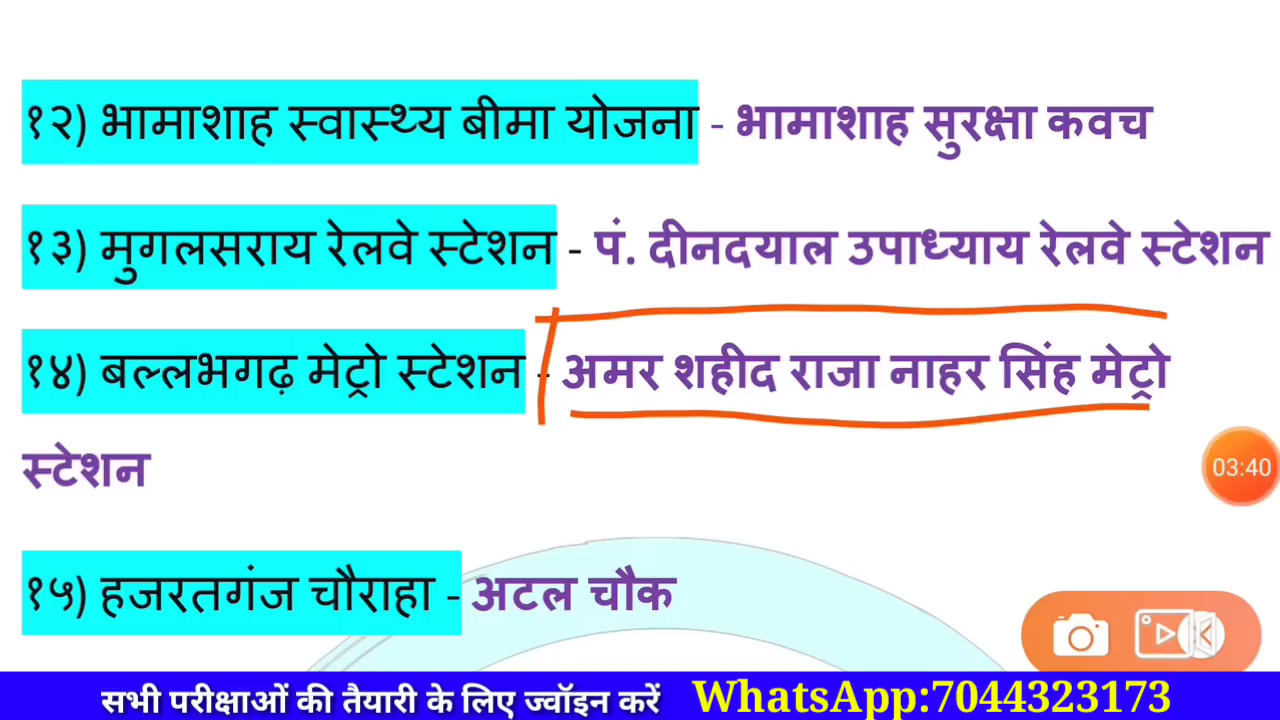 १२) भामाशाह स्वास्थ्य बीमा योजना - भामाशाह सुरक्षा कवच
१३) मुगलसराय रेलवे स्टेशन - पं. दीनदयाल उपाध्याय रेलवे स्टेशन
१४) बल्लभगढ़ मेट्रो स्टेशन - अमर शहीद राजा नाहर सिंह मेट्रो
स्टेशन
03:40
१५) हजरतगंज चौराहा - अटल चौक
सभी परीक्षाओं की तैयारी के लिए ज्वॉइन करें WhatsApp:7044323173